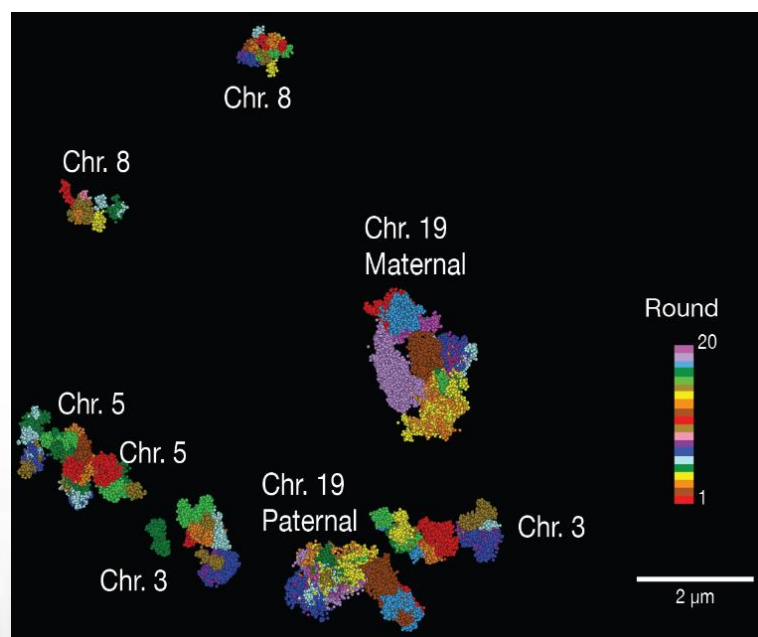 Chr. 8
Chr. 8
Chr. 19
Maternal
Round
20
1
Chr. 5
Chr. 5
Chr. 19
Paternal
Chr. 3
Chr. 3
2 µm